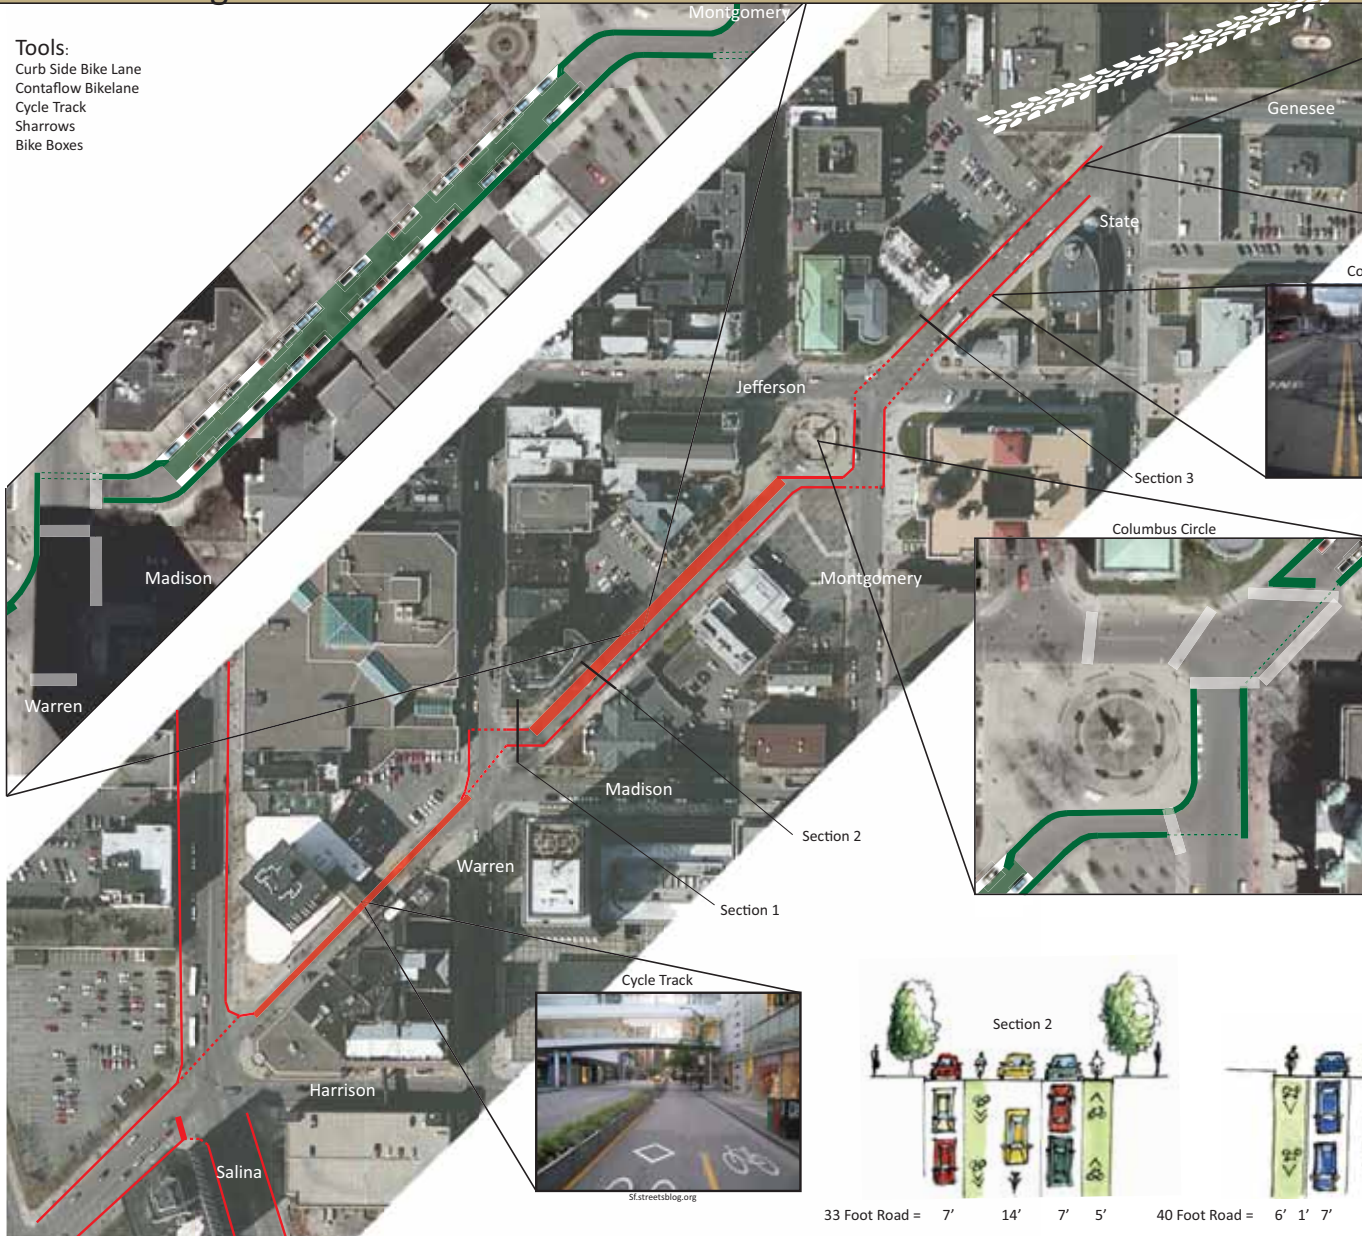 Tools:
Curb Side Bike Lane
Contaflow Bikelane
Cycle Track
Sharrows
Bike Boxes
Montgomery
Madison
Warren
Genesee
State
Jefferson
Section 3
Montgomery
Columbus Circle
Madison
Section 2
Warren
Section 1
Harrison
Salina
Cycle Track
Sf.streetsblog.org
Section 2
33 Foot Road = 7' 14' 7' 5'
40 Foot Road = 6' 1' 7'